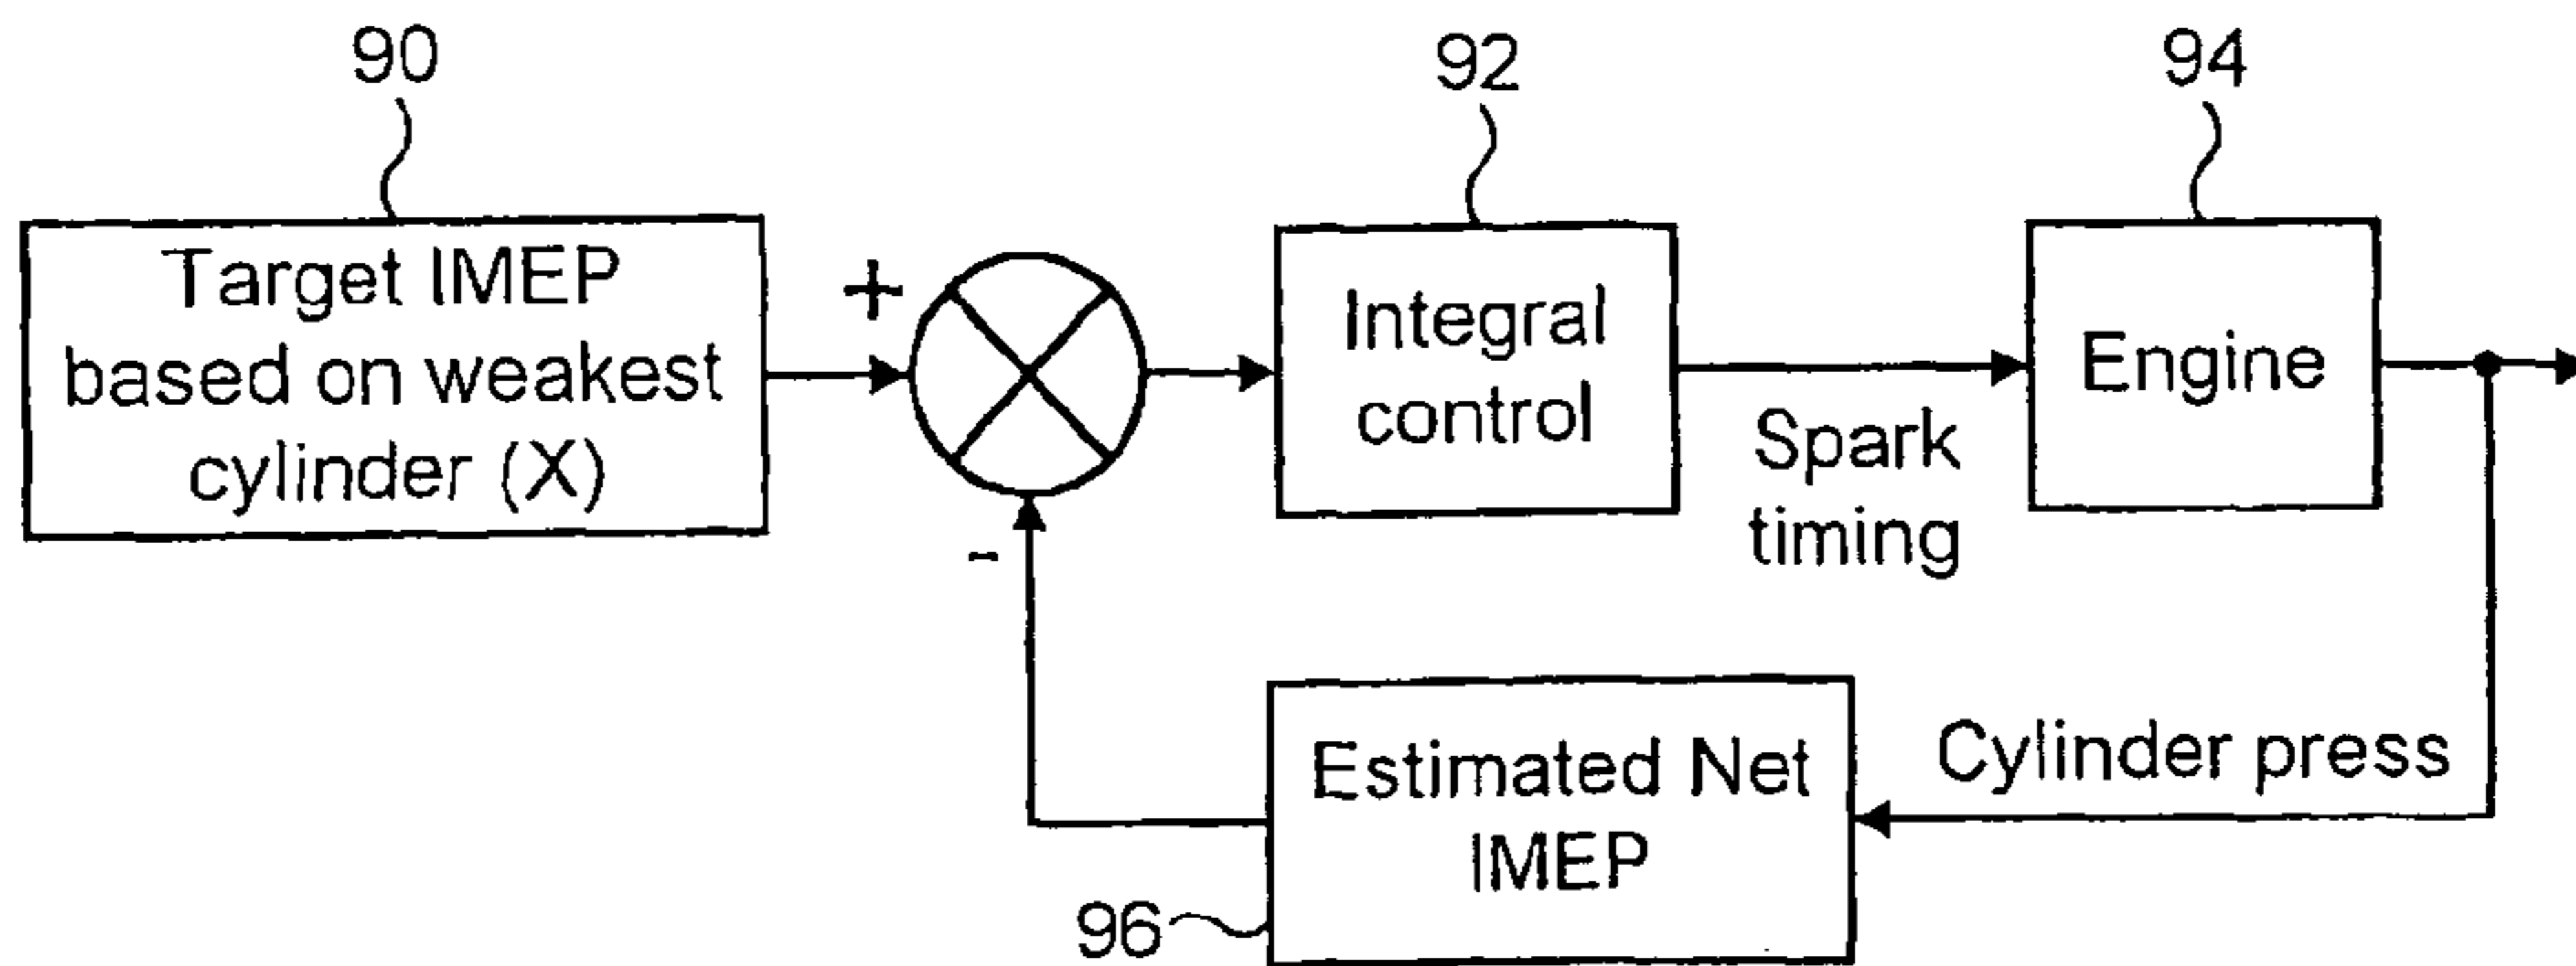 90
92
94
Target IMEP
based on weakest
cylinder (X)
+
-
Integral
control
Spark
timing
Engine
Cylinder press
Estimated Net
IMEP
96